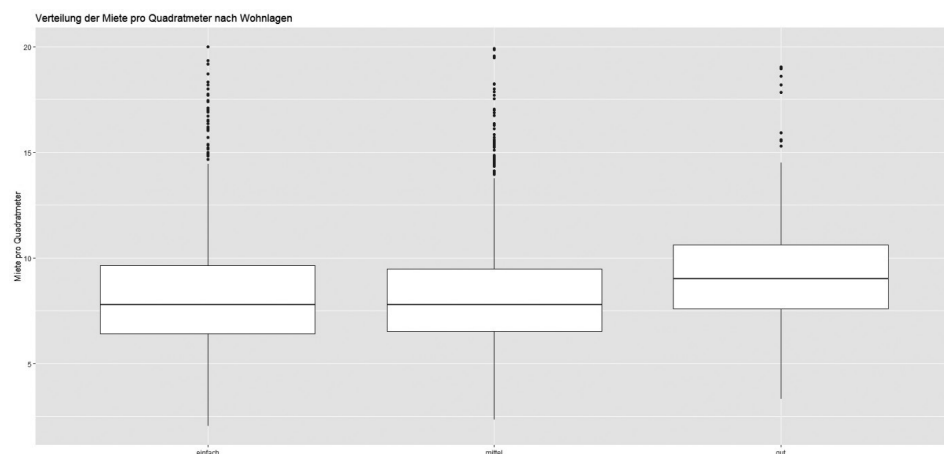 Verteilung der Miete pro Quadratmeter nach Wohnlagen
20
15
10
5
Miete pro Quadratmeter
einfach
mittel
gut